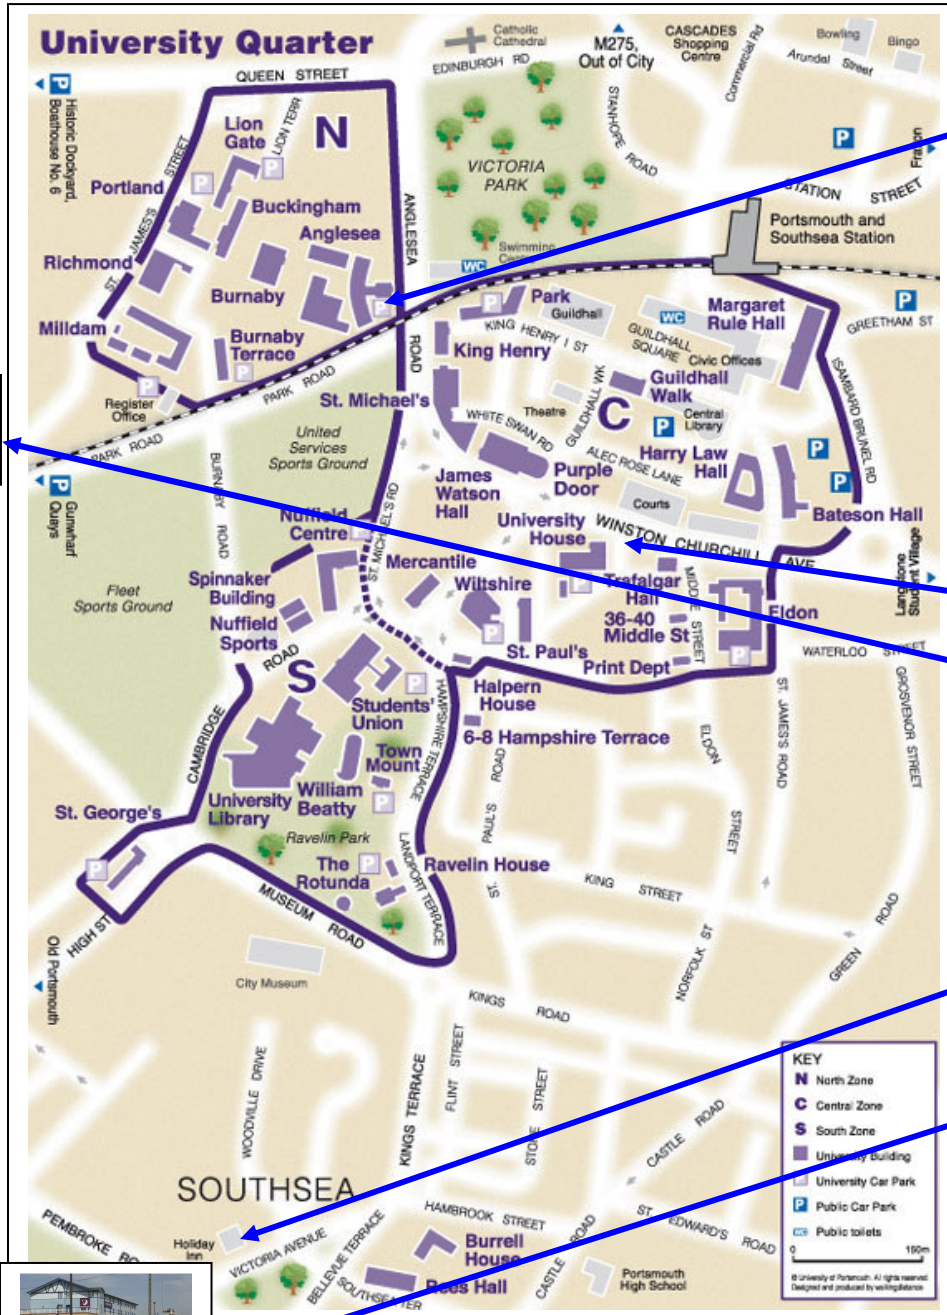 University Quarter
Catholic
Cathedral
EDINBURGH RD
M275,
Out of City
CASCADES
Shopping
Centre
Commercial Rd
Bowling
Bingo
Arundel Street
QUEEN STREET
P
Historic Dockyard,
Boathouse No. 6
LION TERR
N
Lion
Gate
STANHOPE ROAD
P
Fratton
ST. JAMES'S STREET
Portland
P
P
VICTORIA
PARK
STATION STREET
Buckingham
ANGLESEA
Anglesea
Portsmouth and
Southsea Station
Richmond
Swimming
WC
Burnaby
P
Park
P
Guildhall
WC
Margaret
Rule Hall
P
GREETHAM ST
Milldam
Burnaby
Terrace
P
ROAD
KING HENRY I ST
King Henry
GUILDHALL
SQUARE
Civic Offices
P
Register
Office
PARK ROAD
St. Michael's
GUILDHALL WK
Guildhall
Walk
ISAMBARD BRUNEL RD
PARK ROAD
United
Services
Sports Ground
WHITE SWAN RD
Theatre
C
P
Central
Library
ALEC ROSE LANE
Harry Law
Hall
P
P
P
Gunwharf
Quays
BURNABY ROAD
James
Watson
Hall
Purple
Door
Courts
Bateson Hall
Nuffield
Centre
ST. MICHAEL'S RD
University
House
WINSTON CHURCHILL AVE
Langstone
Student Village
Mercantile
Fleet
Sports Ground
Spinnaker
Building
Wiltshire
P
Trafalgar
Hall
MIDDLE STREET
Eldon
Nuffield
Sports
P
36-40
Middle St
St. Paul's
Print Dept
P
WATERLOO STREET
ROAD
S
Halpern
House
Students'
Union
P
HAMPSHIRE TERRACE
6-8 Hampshire Terrace
ELDON
ST. JAMES'S ROAD
GROSVENOR STREET
CAMBRIDGE
Town
Mount
University
Library
William
Beatty
P
St. George's
P
Ravelin Park
ST PAUL'S ROAD
STREET
The
Rotunda
P
Ravelin House
LANDPORT TERRACE
KING STREET
MUSEUM ROAD
HIGH ST
Old Portsmouth
City Museum
GREEN ROAD
NORFOLK ST
KINGS ROAD
WOODVILLE DRIVE
KINGS TERRACE
FLINT STREET
STONE STREET
CASTLE ROAD
KEY
N North Zone
C Central Zone
S South Zone
University Building
P University Car Park
P Public Car Park
WC Public toilets
0 150m
© University of Portsmouth. All rights reserved
SOUTHSEA
PEMBROKE
Holiday
Inn
VICTORIA AVENUE
BELLEVUE TERRACE
HAMBROOK STREET
ST EDWARD'S ROAD
Burrell
House
Rees Hall
CASTLE ROAD
Portsmouth
High School